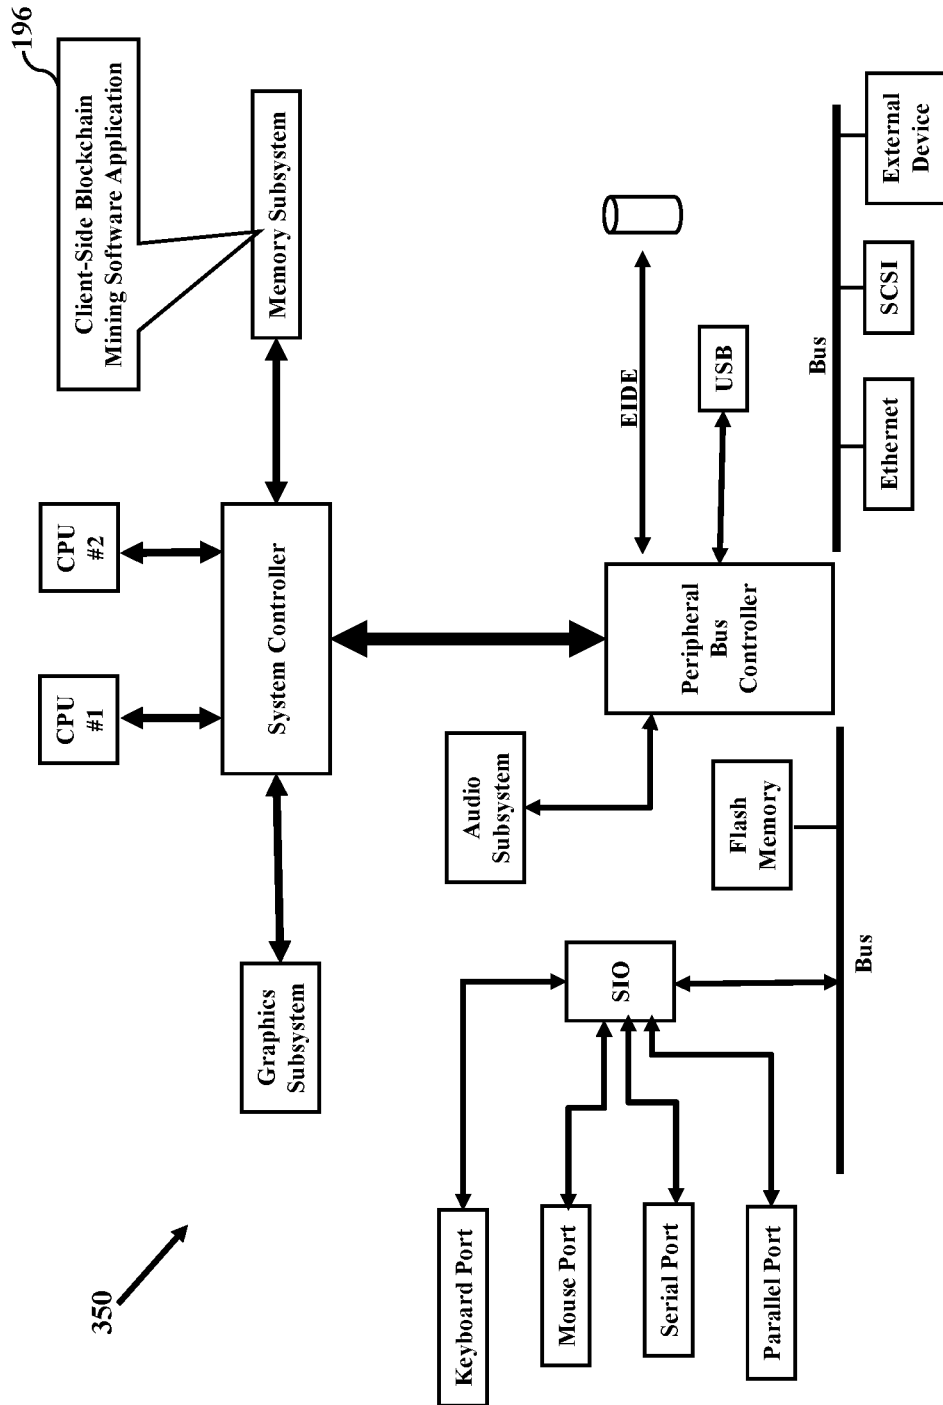 350
196
Client-Side Blockchain
Mining Software Application
CPU
#1
CPU
#2
Graphics
Subsystem
System Controller
Memory Subsystem
Keyboard Port
Mouse Port
Serial Port
Parallel Port
SIO
Audio
Subsystem
Peripheral
Bus
Controller
EIDE
USB
Flash
Memory
Bus
Bus
Ethernet
SCSI
External
Device